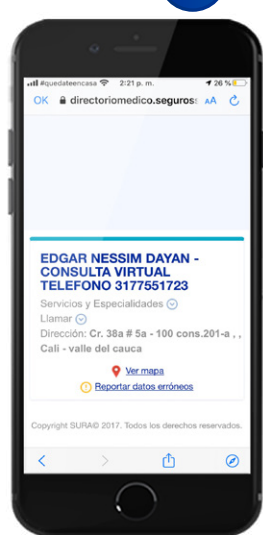 #quedateencasa 2:21 p. m. 26 %
OK directoriomedico.seguros: AA
EDGAR NESSIM DAYAN -
CONSULTA VIRTUAL
TELEFONO 3177551723
Servicios y Especialidades
Llamar
Dirección: Cr. 38a # 5a - 100 cons.201-a , ,
Cali - valle del cauca
Ver mapa
Reportar datos erróneos
Copyright SURA© 2017. Todos los derechos reservados.